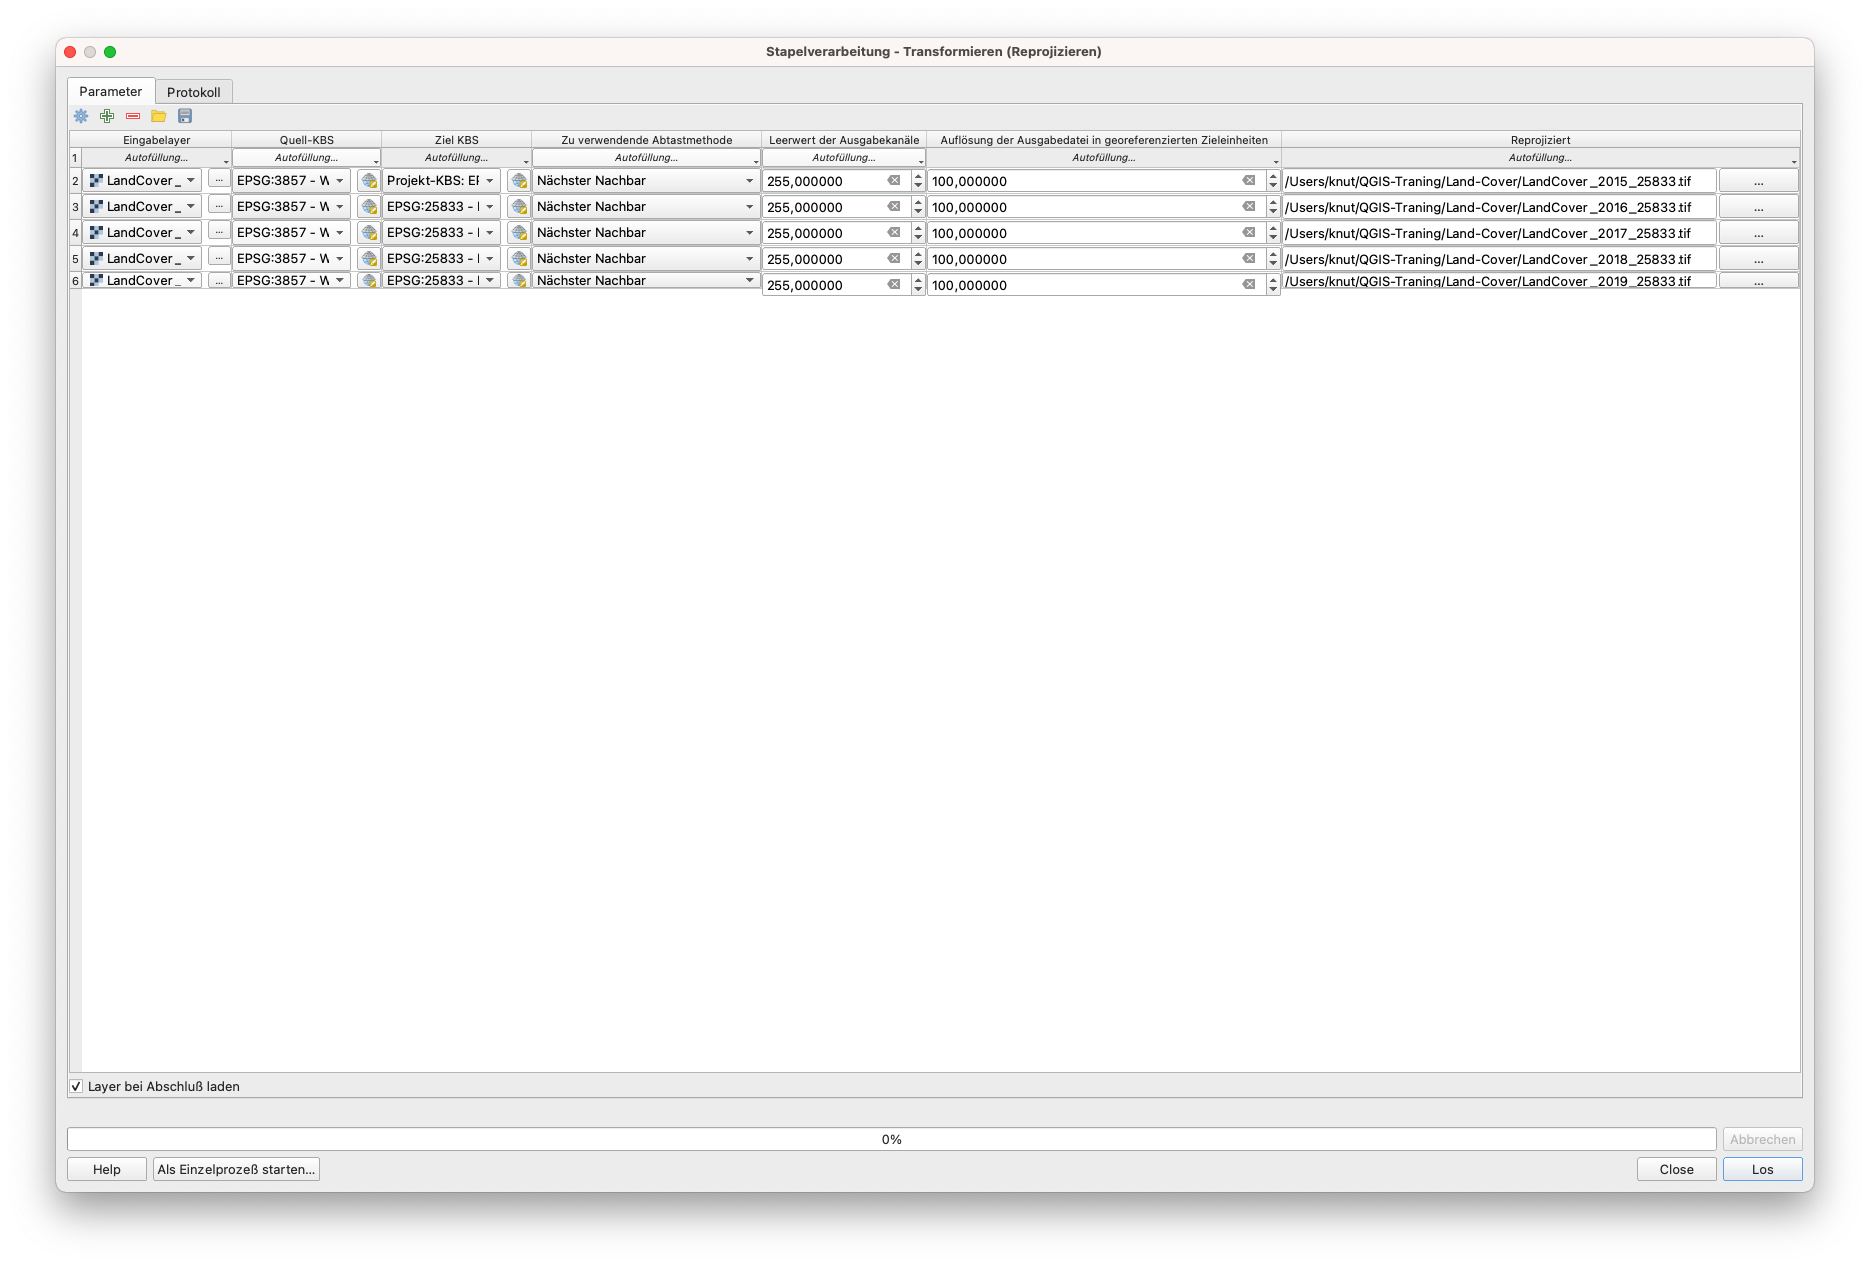 Stapelverarbeitung - Transformieren (Reprojizieren)
Parameter Protokoll
Eingabelayer Quell-KBS Ziel KBS Zu verwendende Abtastmethode Leerwert der Ausgabekanäle Auflösung der Ausgabedatei in georeferenzierten Zieleinheiten Reprojiziert
1 Autofüllung... Autofüllung... Autofüllung... Autofüllung... Autofüllung... Autofüllung... Autofüllung...
2 LandCover_ ... EPSG:3857 - W Projekt-KBS: EP Nächster Nachbar 255,000000 100,000000 /Users/knut/QGIS-Traning/Land-Cover/LandCover_2015_25833.tif ...
3 LandCover_ ... EPSG:3857 - W EPSG:25833 - Nächster Nachbar 255,000000 100,000000 /Users/knut/QGIS-Traning/Land-Cover/LandCover_2016_25833.tif ...
4 LandCover_ ... EPSG:3857 - W EPSG:25833 - Nächster Nachbar 255,000000 100,000000 /Users/knut/QGIS-Traning/Land-Cover/LandCover_2017_25833.tif ...
5 LandCover_ ... EPSG:3857 - W EPSG:25833 - Nächster Nachbar 255,000000 100,000000 /Users/knut/QGIS-Traning/Land-Cover/LandCover_2018_25833.tif ...
6 LandCover_ ... EPSG:3857 - W EPSG:25833 - Nächster Nachbar 255,000000 100,000000 /Users/knut/QGIS-Traning/Land-Cover/LandCover_2019_25833.tif ...
Layer bei Abschluß laden
0% Abbrechen
Help Als Einzelprozeß starten... Close Los